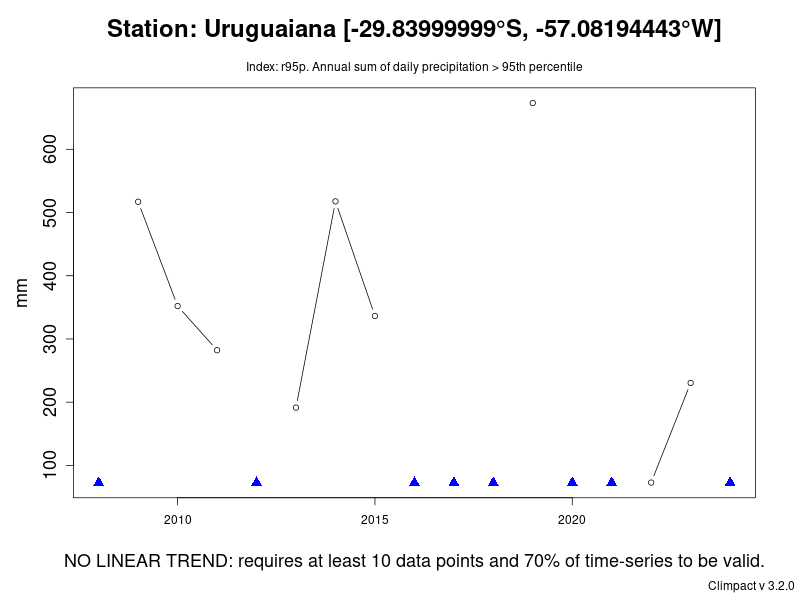 Station: Uruguaiana [-29.83999999°S, -57.08194443°W]
Index: r95p. Annual sum of daily precipitation > 95th percentile
600
500
400
300
200
100
mm
2010
2015
2020
NO LINEAR TREND: requires at least 10 data points and 70% of time-series to be valid.
Climpact v 3.2.0